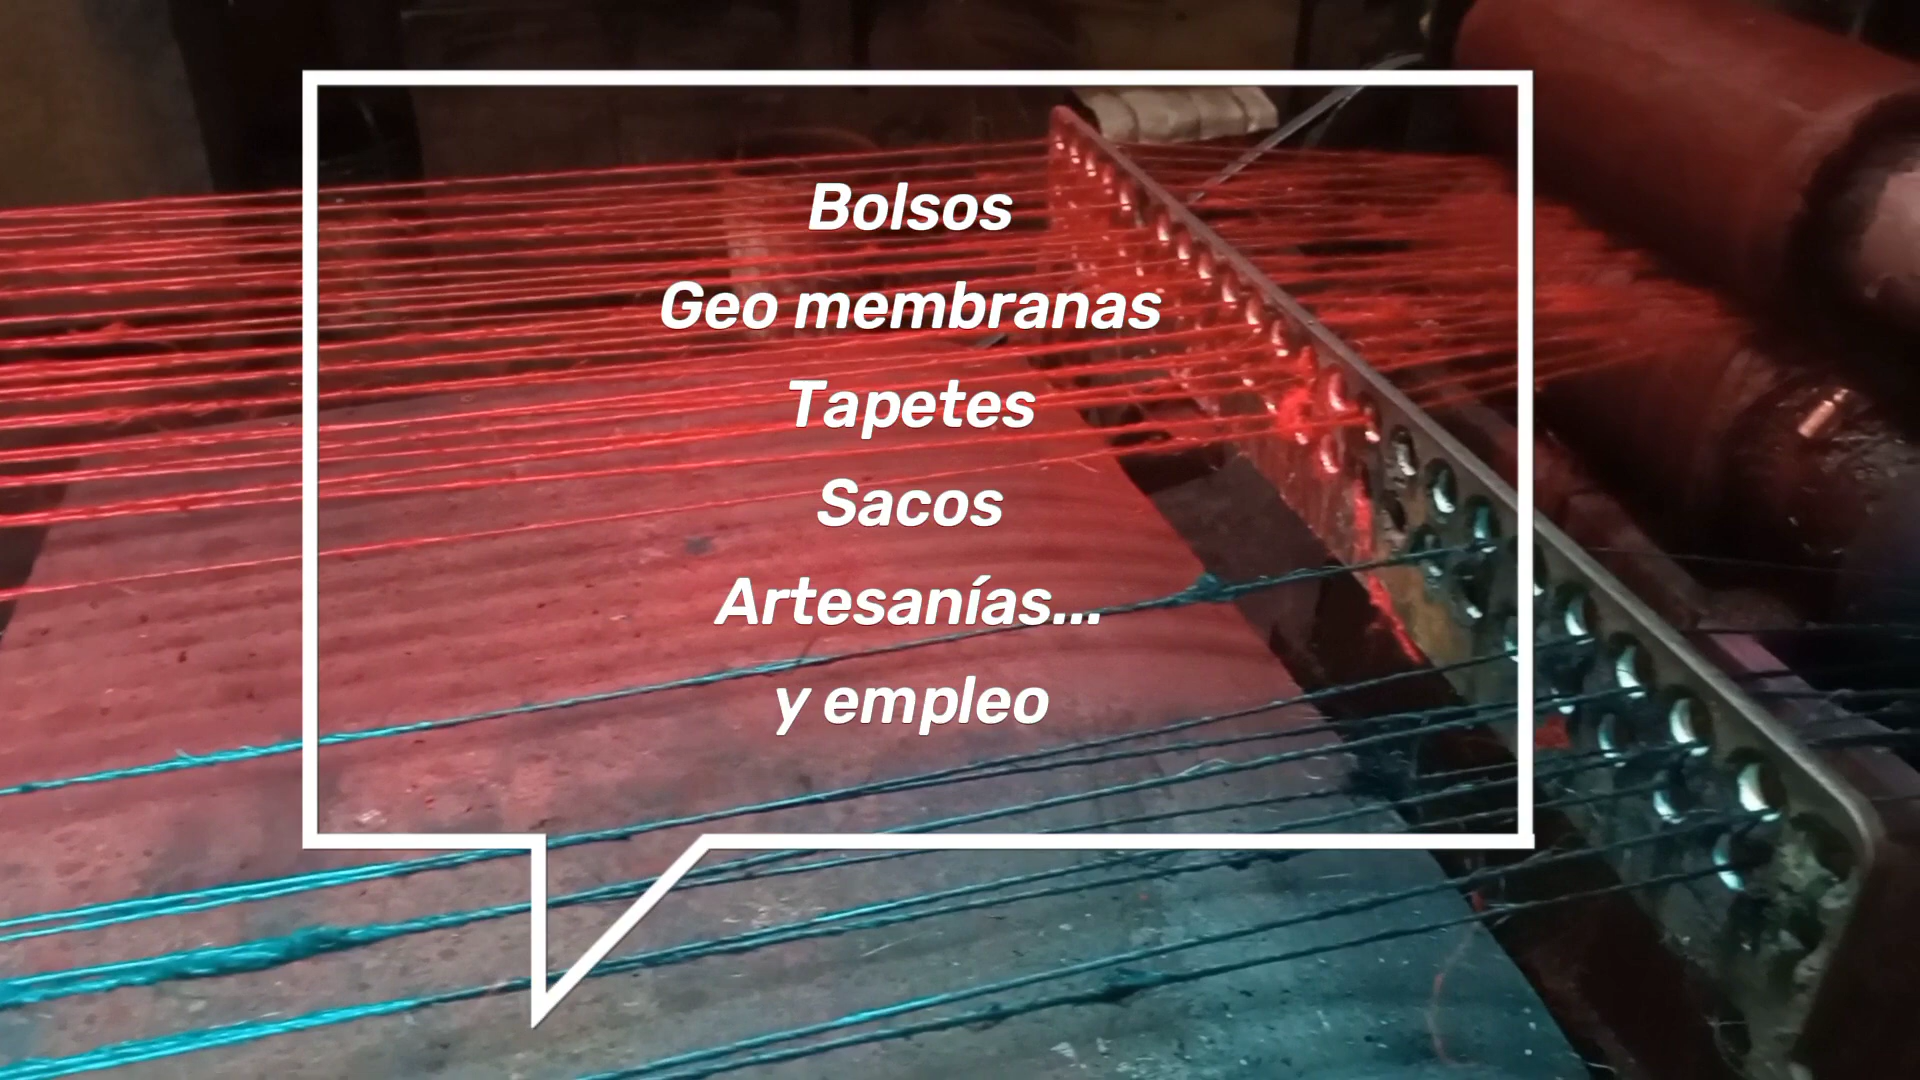 Bolsos
Geo membranas
Tapetes
Sacos
Artesanías...
y empleo